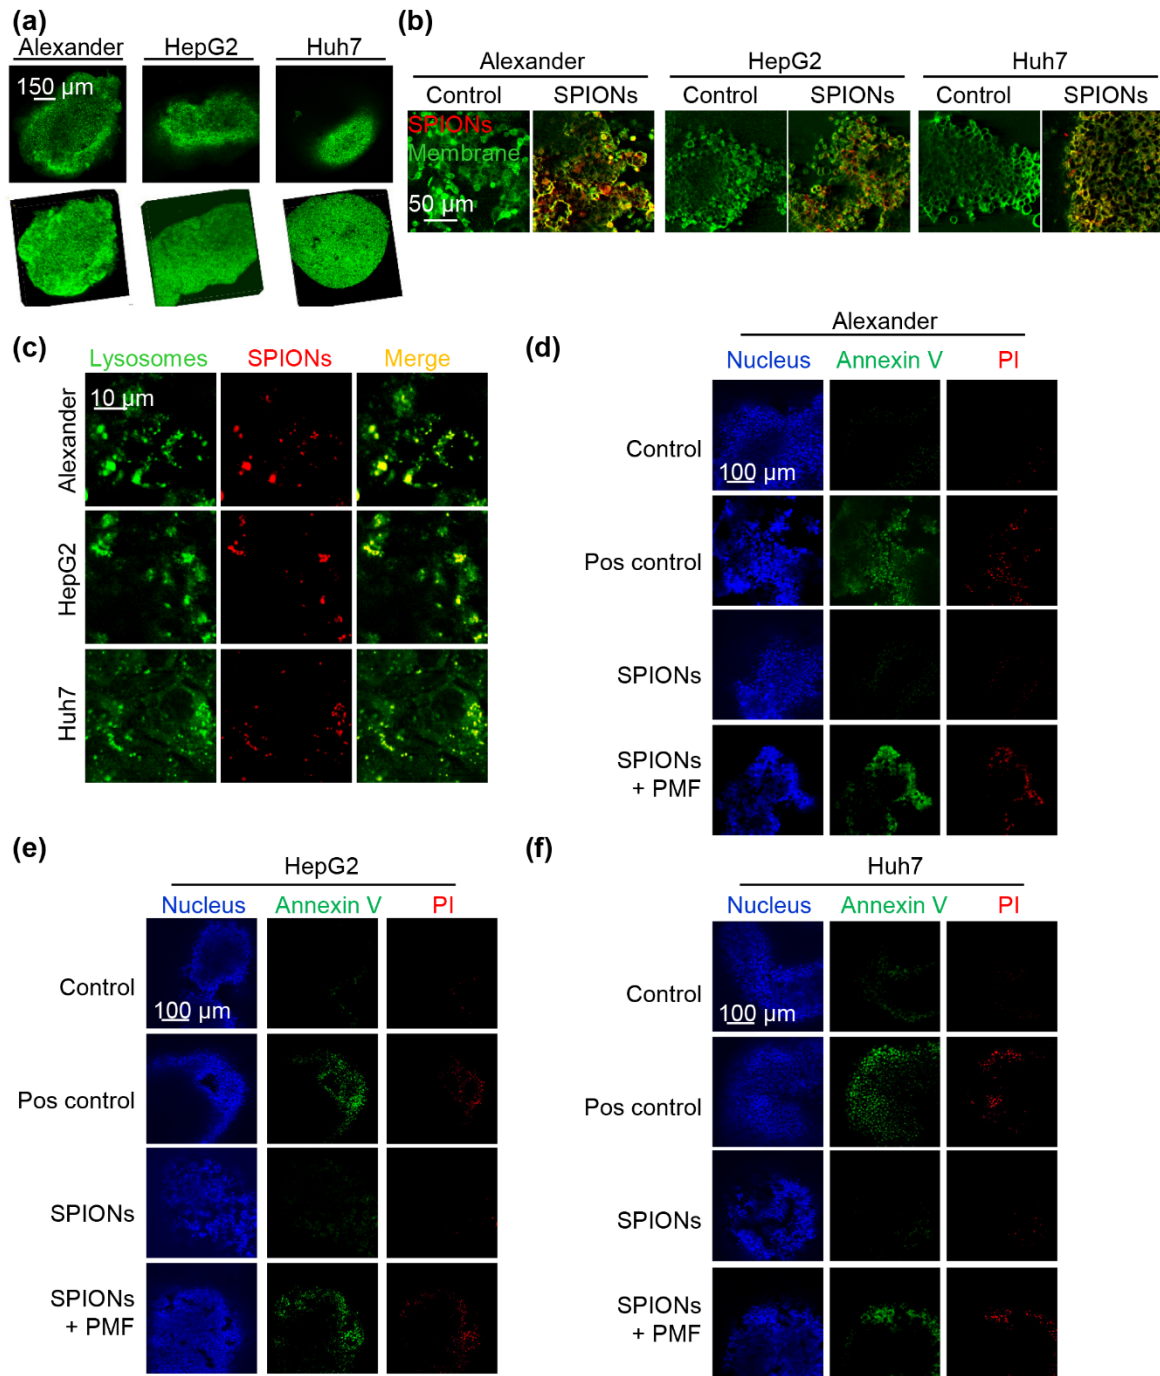 (a)
Alexander HepG2 Huh7
150 µm
(b)
Alexander HepG2 Huh7
Control SPIONs Control SPIONs Control SPIONs
SPIONs
Membrane
50 µm
(c)
Lysosomes SPIONs Merge
10 µm
Alexander
HepG2
Huh7
(d)
Alexander
Nucleus Annexin V PI
Control
100 µm
Pos control
SPIONs
SPIONs
+ PMF
(e)
HepG2
Nucleus Annexin V PI
Control
100 µm
Pos control
SPIONs
SPIONs
+ PMF
(f)
Huh7
Nucleus Annexin V PI
Control
100 µm
Pos control
SPIONs
SPIONs
+ PMF